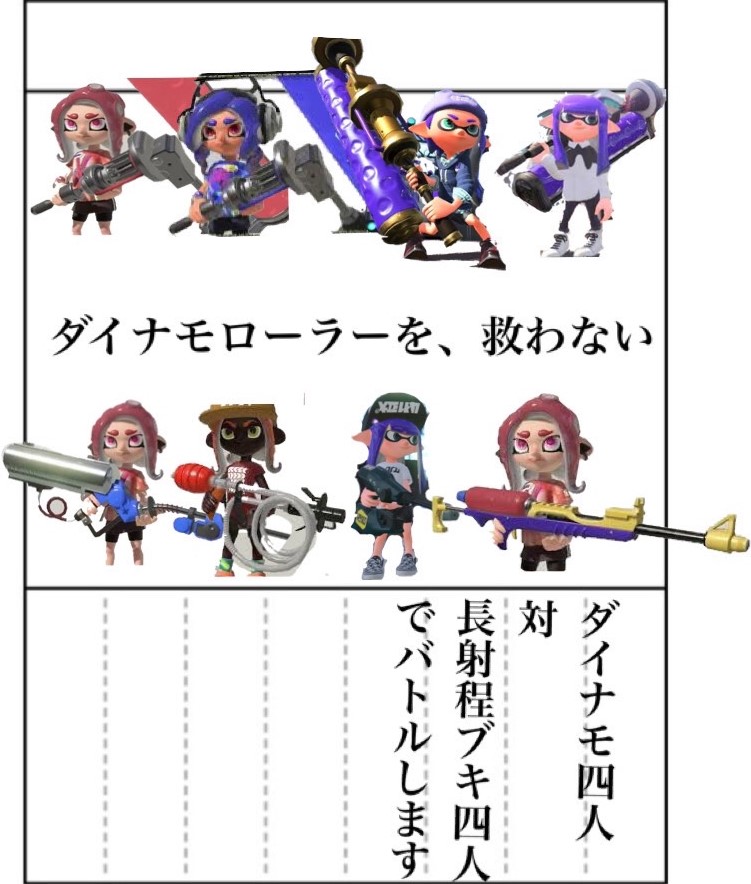 ダイナモローラーを、救わない
ダイナモ四人
対
長射程ブキ四人
でバトルします